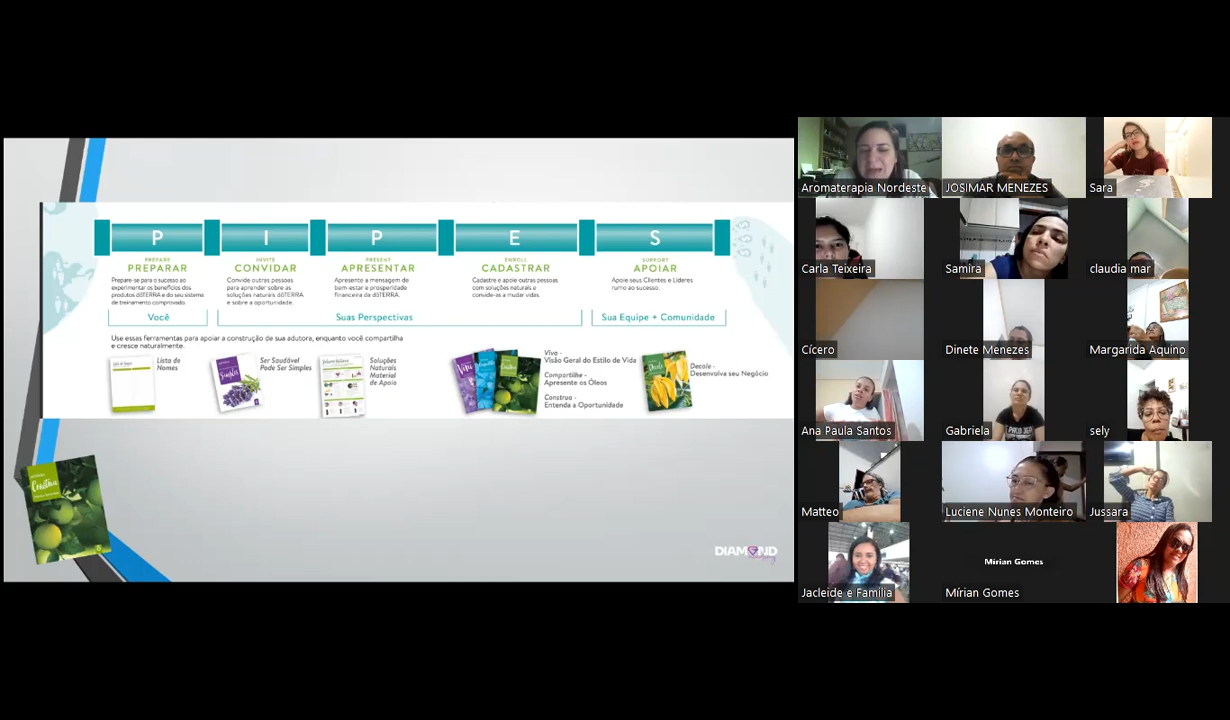 P I P E S
PREPARE
PREPARAR
Prepare-se para o sucesso ao
experimentar os benefícios dos
produtos dōTERRA e do seu sistema
de treinamento comprovado.
INVITE
CONVIDAR
Convide outras pessoas
para aprender sobre as
soluções naturais dōTERRA
e sobre a oportunidade.
PRESENT
APRESENTAR
Apresente a mensagem de
bem-estar e prosperidade
financeira da dōTERRA.
ENROLL
CADASTRAR
Cadastre e apoie outras pessoas
com soluções naturais e
convide-as a mudar vidas.
SUPPORT
APOIAR
Apoie seus Clientes e Líderes
rumo ao sucesso.
Você
Suas Perspectivas
Sua Equipe + Comunidade
Use essas ferramentas para apoiar a construção de sua adutora, enquanto você compartilha
e cresce naturalmente.
Lista de
Nomes
Ser Saudável
Pode Ser Simples
Soluções
Naturais
Material
de Apoio
Viva -
Visão Geral do Estilo de Vida
Compartilhe -
Apresente os Óleos
Construa -
Entenda a Oportunidade
Decole -
Desenvolva seu Negócio
DIAMOND
Aromaterapia Nordeste
JOSIMAR MENEZES
Sara
Carla Teixeira
Samira
claudia mar
Cícero
Dinete Menezes
Margarida Aquino
Ana Paula Santos
Gabriela
sely
Matteo
Luciene Nunes Monteiro
Jussara
Jacleide e Família
Mírian Gomes
Mírian Gomes